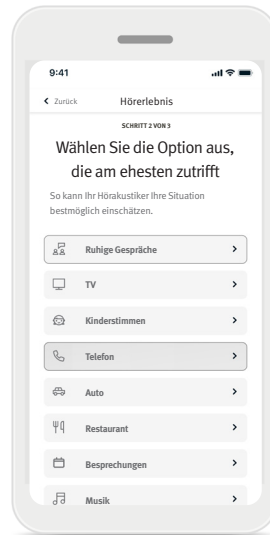 9:41
Zurück Hörerlebnis
SCHRITT 2 VON 3
Wählen Sie die Option aus,
die am ehesten zutrifft
So kann Ihr Hörakustiker Ihre Situation
bestmöglich einschätzen.
Ruhige Gespräche
TV
Kinderstimmen
Telefon
Auto
Restaurant
Besprechungen
Musik